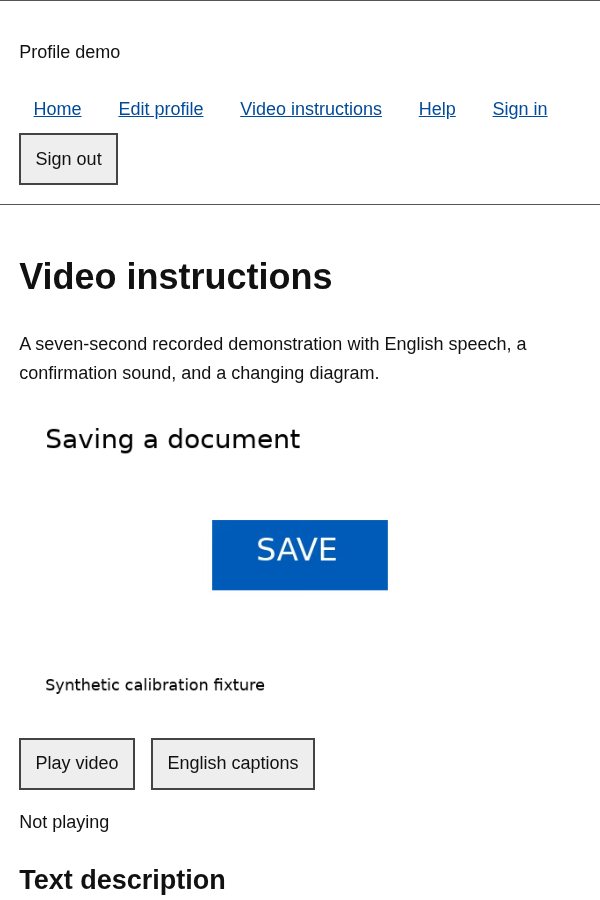 Profile demo
Home Edit profile Video instructions Help Sign in
Sign out
Video instructions
A seven-second recorded demonstration with English speech, a
confirmation sound, and a changing diagram.
Saving a document
SAVE
Synthetic calibration fixture
Play video English captions
Not playing
Text description